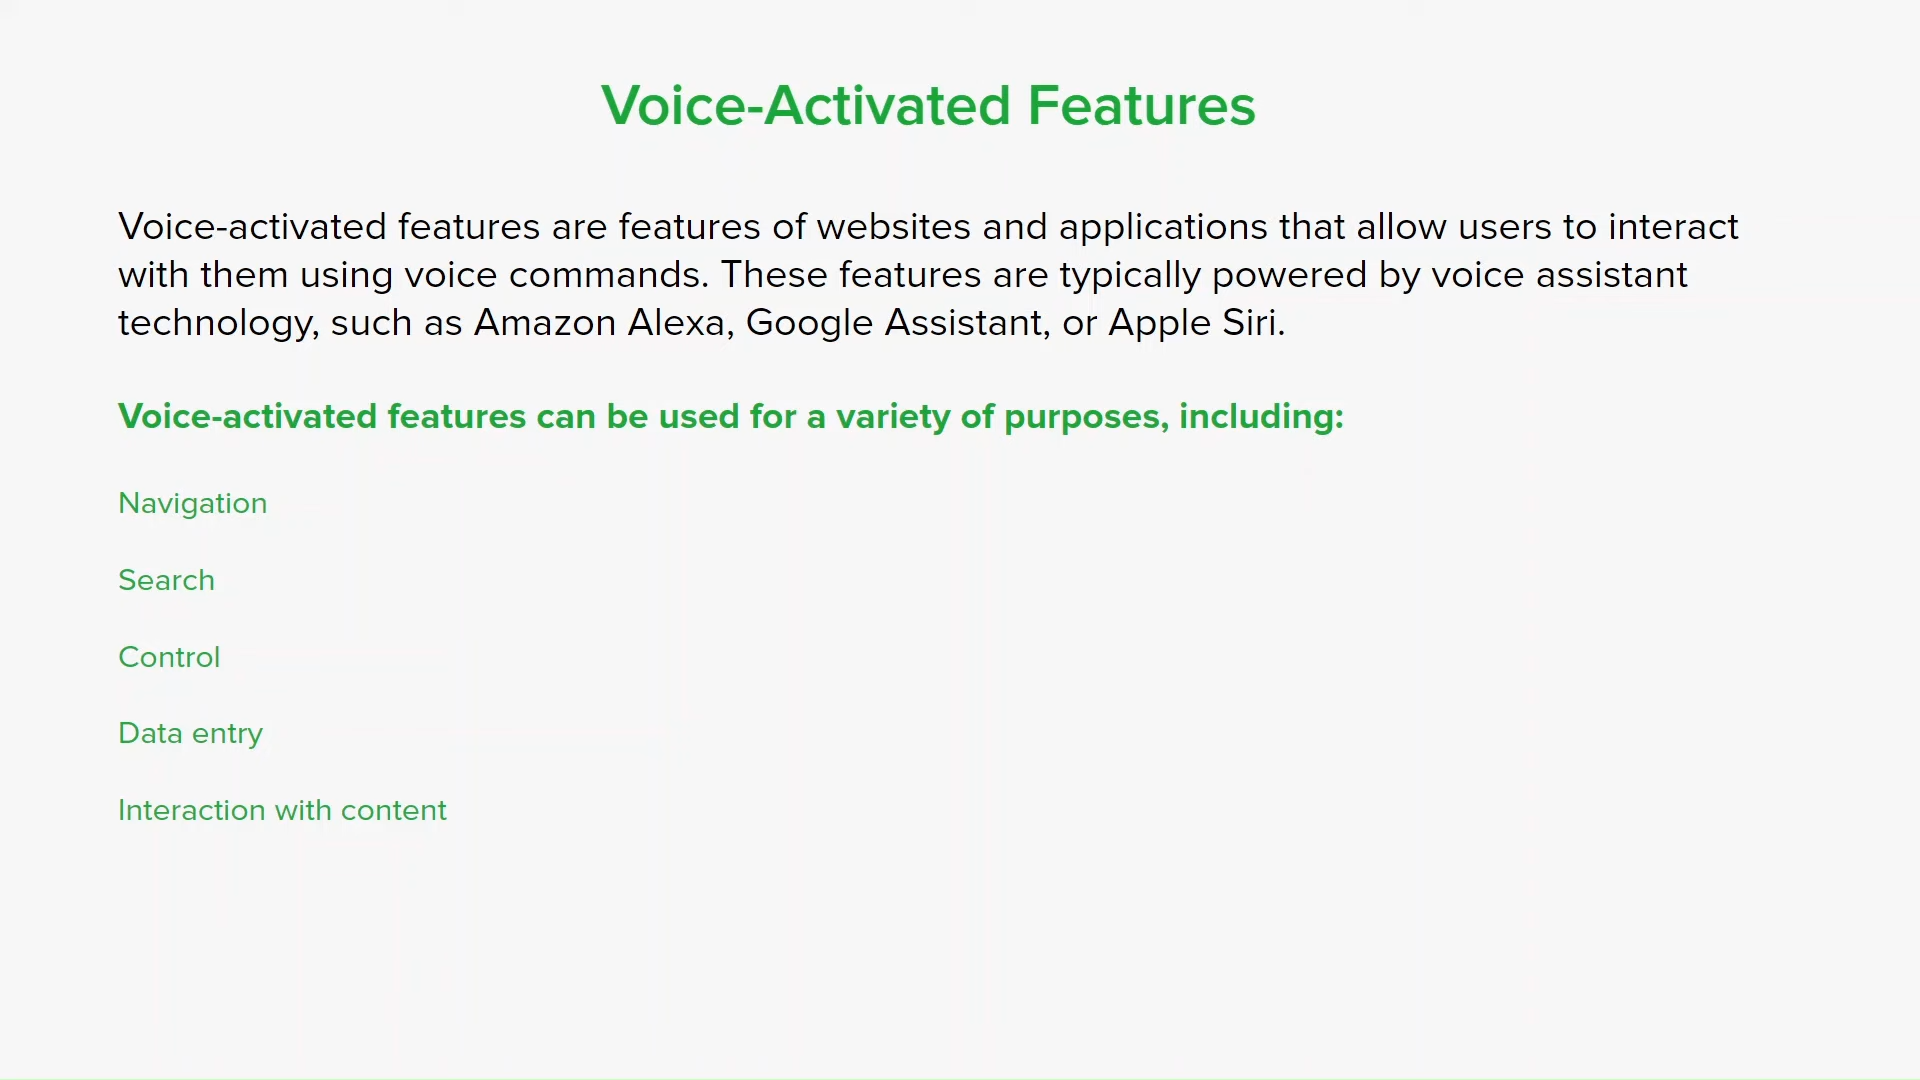 Voice-Activated Features
Voice-activated features are features of websites and applications that allow users to interact
with them using voice commands. These features are typically powered by voice assistant
technology, such as Amazon Alexa, Google Assistant, or Apple Siri.
Voice-activated features can be used for a variety of purposes, including:
Navigation
Search
Control
Data entry
Interaction with content